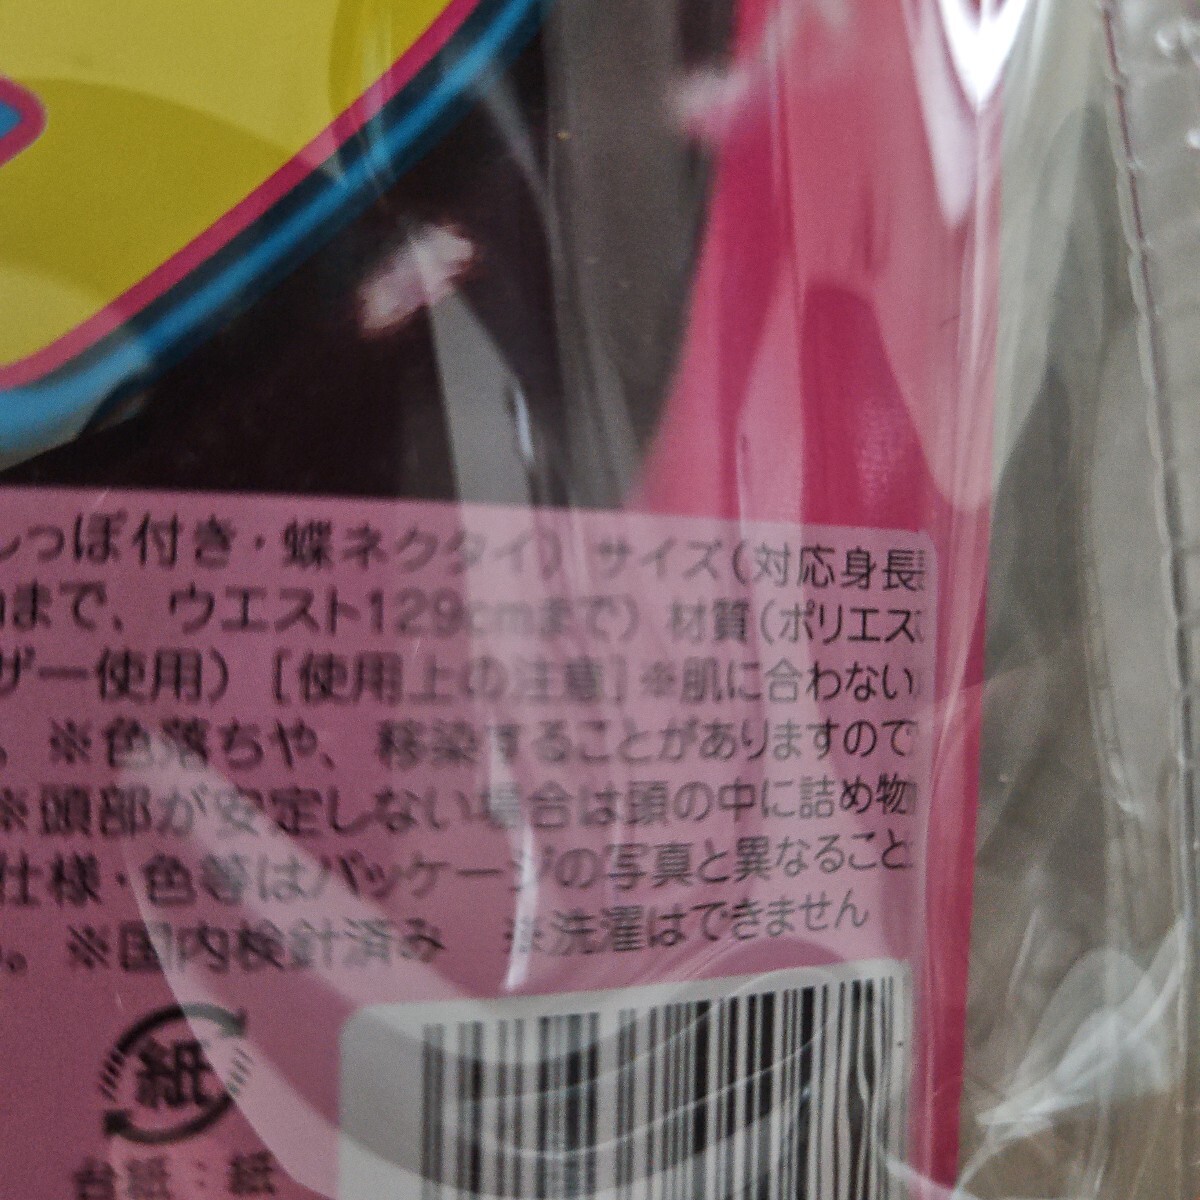 しっぽ付き・蝶ネクタイ） サイズ（対応身長
mまで、ウエスト129cmまで） 材質（ポリエス
ザー使用）［使用上の注意］※肌に合わない
。※色落ちや、移染することがありますので
※頭部が安定しない場合は頭の中に詰め物
仕様・色等はパッケージの写真と異なること
。※国内検針済み ※洗濯はできません
紙
台紙：紙